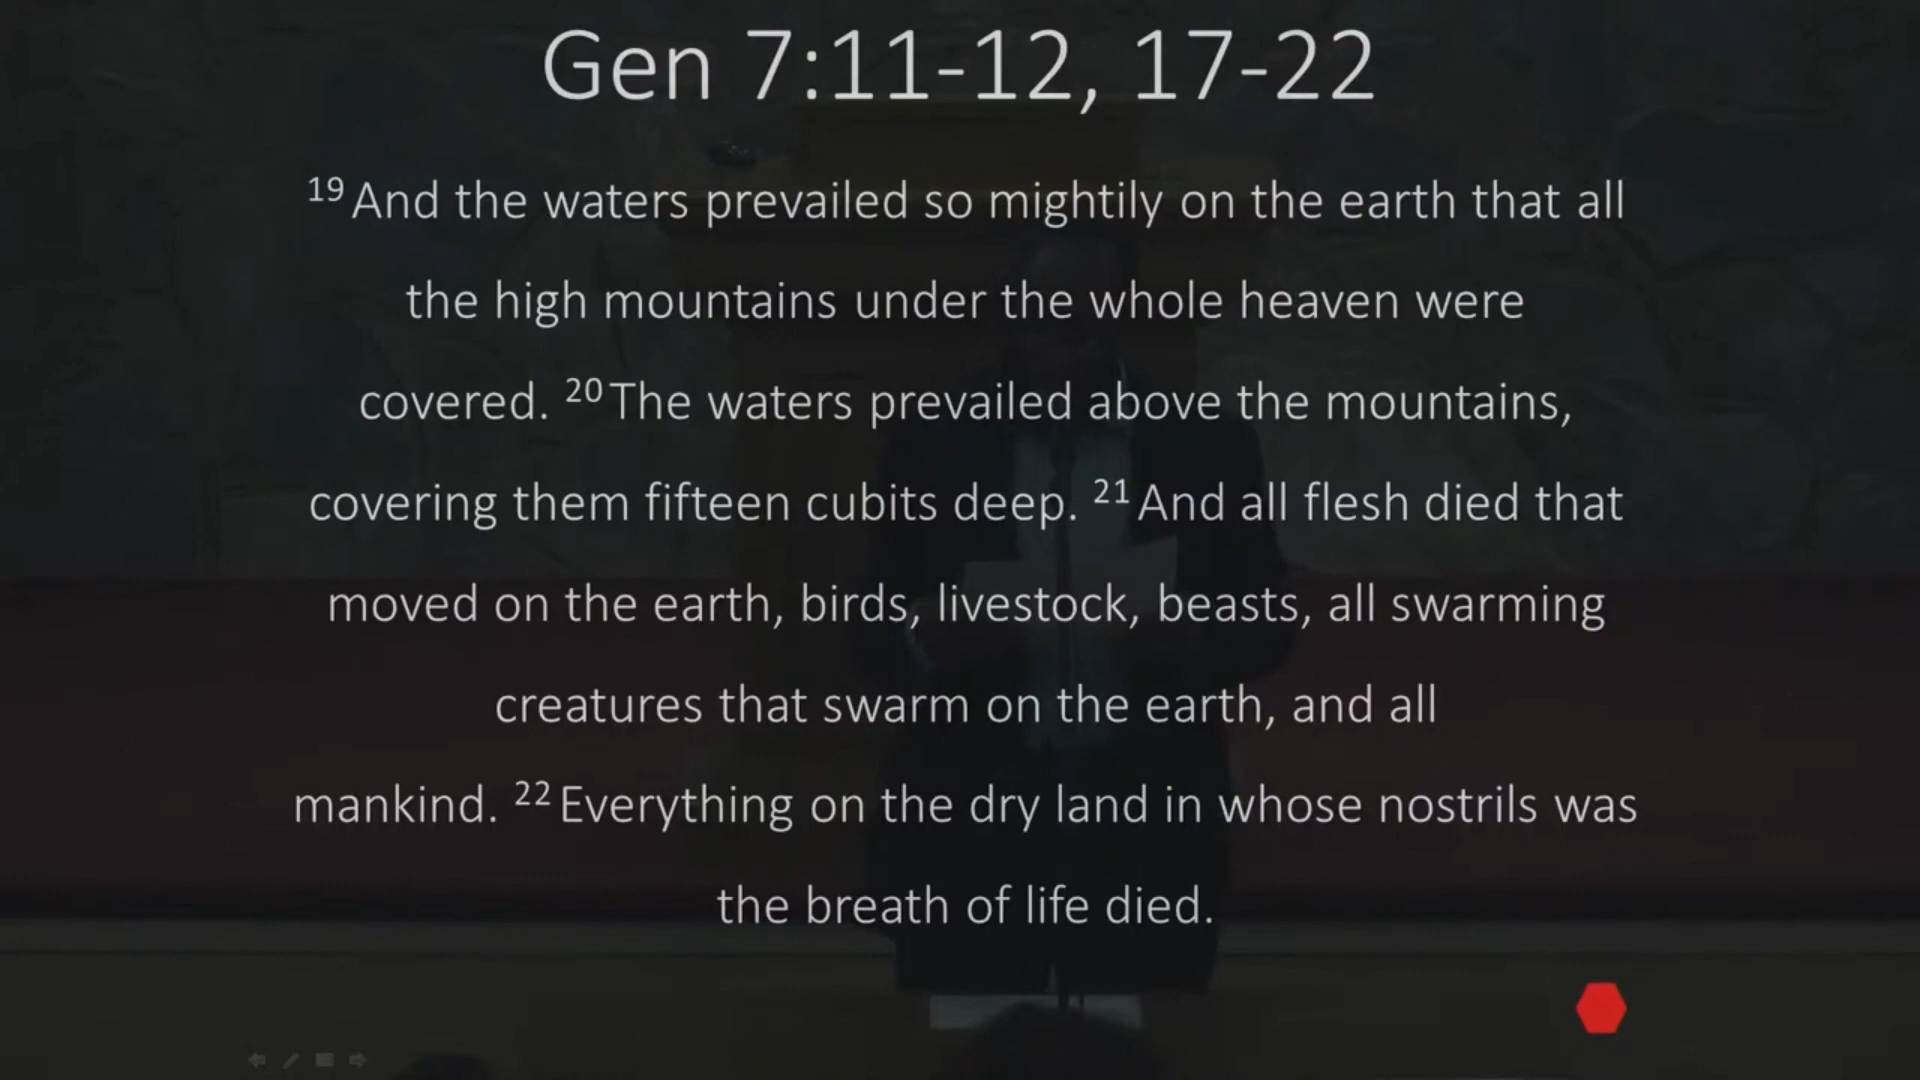 Gen 7:11-12, 17-22
19 And the waters prevailed so mightily on the earth that all
the high mountains under the whole heaven were
covered. 20 The waters prevailed above the mountains,
covering them fifteen cubits deep. 21 And all flesh died that
moved on the earth, birds, livestock, beasts, all swarming
creatures that swarm on the earth, and all
mankind. 22 Everything on the dry land in whose nostrils was
the breath of life died.